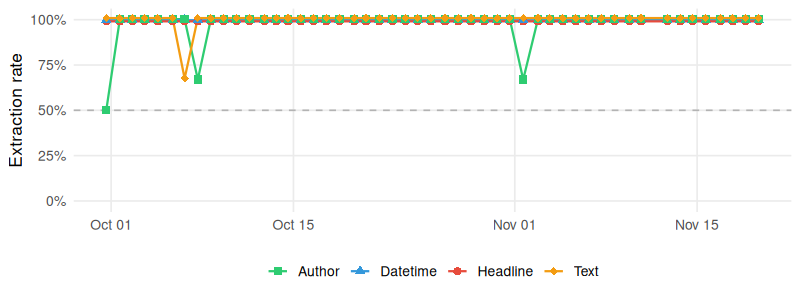 Extraction rate
100%
75%
50%
25%
0%
Oct 01 Oct 15 Nov 01 Nov 15
Author Datetime Headline Text